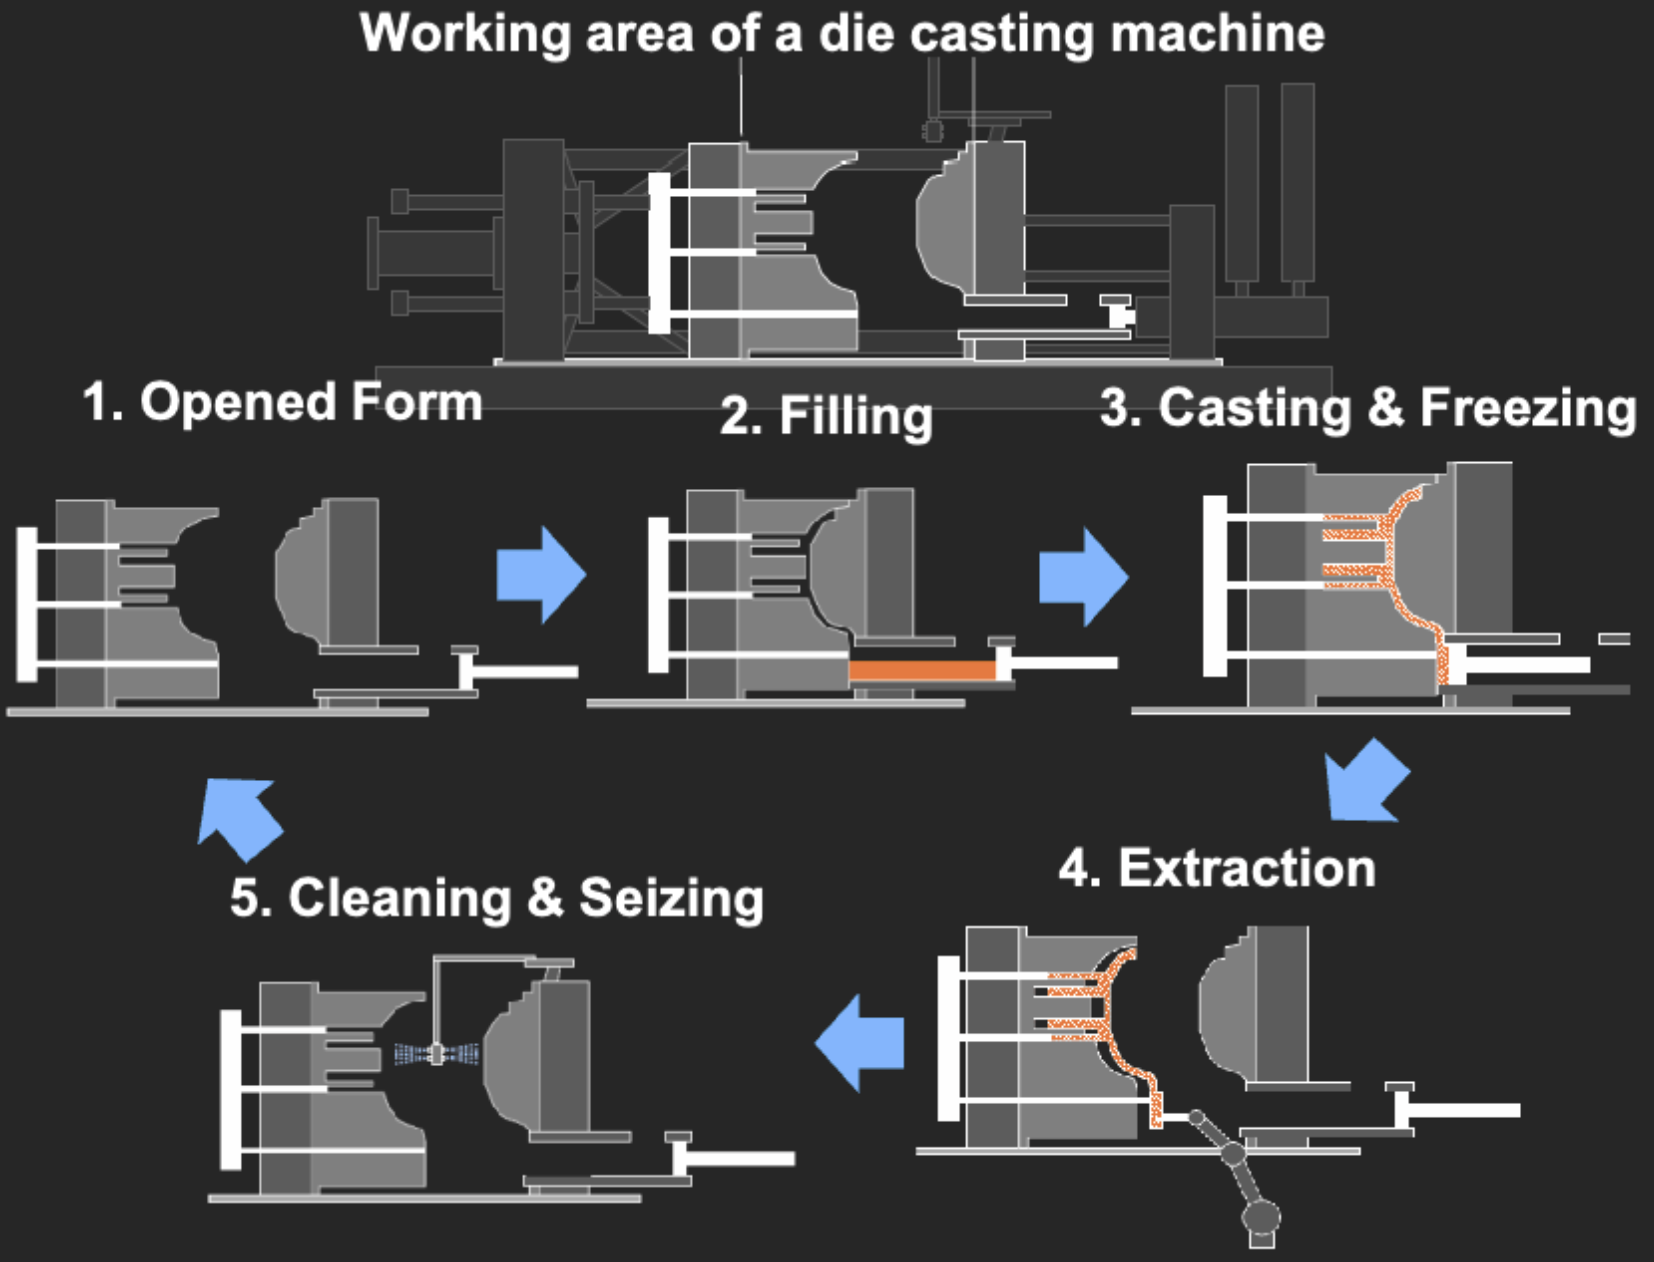 Working area of a die casting machine
1. Opened Form
2. Filling
3. Casting & Freezing
4. Extraction
5. Cleaning & Seizing